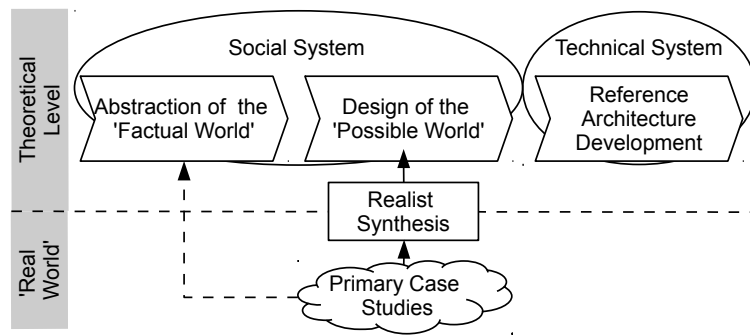 Social System
Technical System
Theoretical
Level
Abstraction of the
'Factual World'
Design of the
'Possible World'
Reference
Architecture
Development
Realist
Synthesis
'Real
World'
Primary Case
Studies